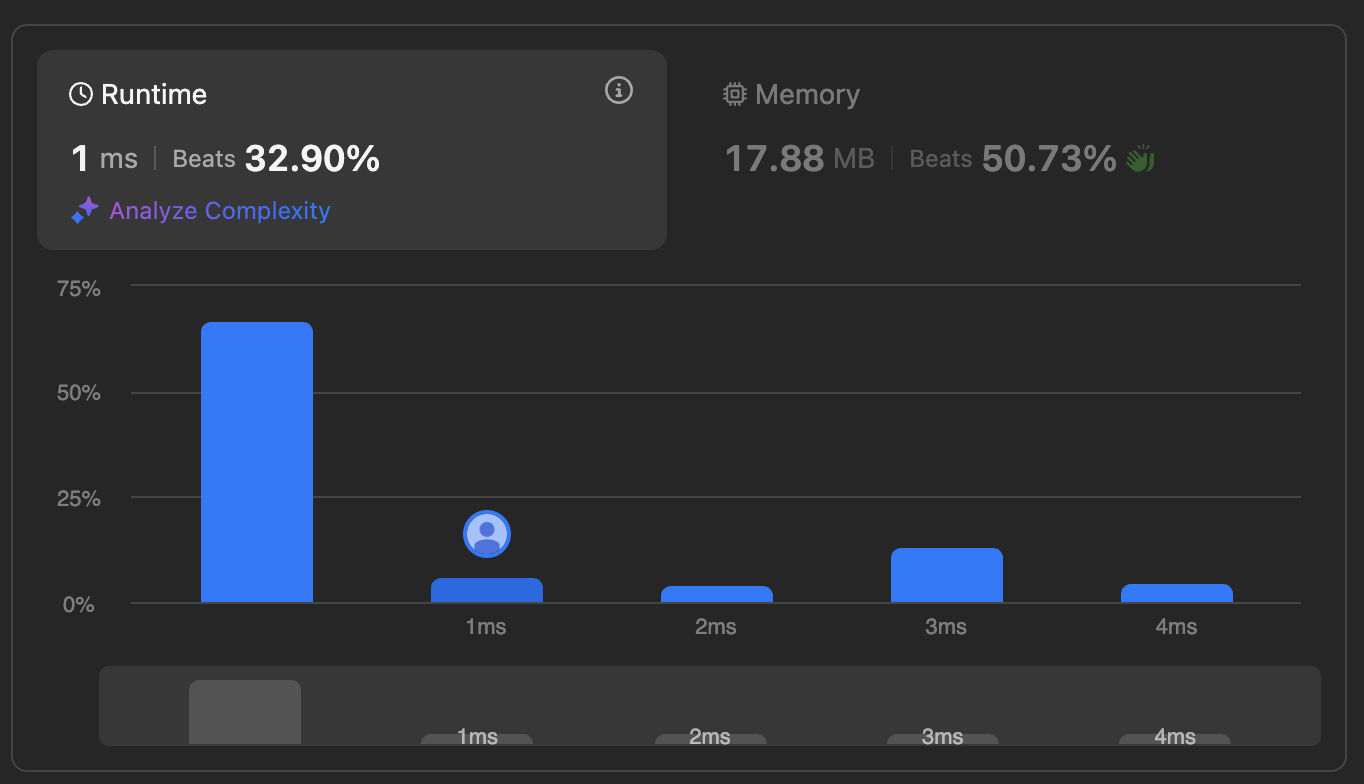 Runtime
1 ms | Beats 32.90%
Analyze Complexity
Memory
17.88 MB | Beats 50.73%
75%
50%
25%
0%
1ms 2ms 3ms 4ms
1ms 2ms 3ms 4ms